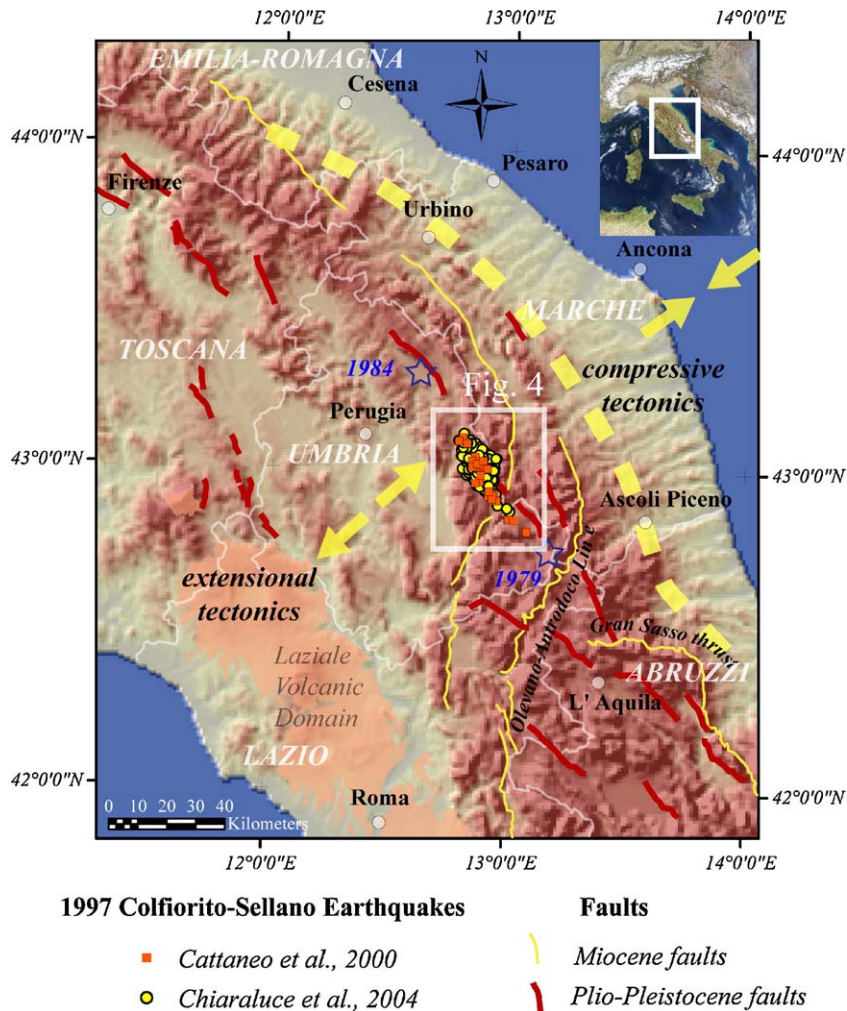 12°0'0"E
13°0'0"E
14°0'0"E
EMILIA-ROMAGNA
Cesena
N
44°0'0"N
44°0'0"N
Pesaro
Firenze
Urbino
Ancona
MARCHE
TOSCANA
1984
Fig. 4
compressive
tectonics
Perugia
43°0'0"N
UMBRIA
43°0'0"N
Ascoli Piceno
1979
extensional
tectonics
Olevano-Antrodoco Line
Gran Sasso thrust
Laziale
Volcanic
Domain
ABRUZZI
L' Aquila
LAZIO
42°0'0"N
42°0'0"N
Roma
0 10 20 30 40
Kilometers
12°0'0"E
13°0'0"E
14°0'0"E
1997 Colfiorito-Sellano Earthquakes
Faults
Cattaneo et al., 2000
Miocene faults
Chiaraluce et al., 2004
Plio-Pleistocene faults